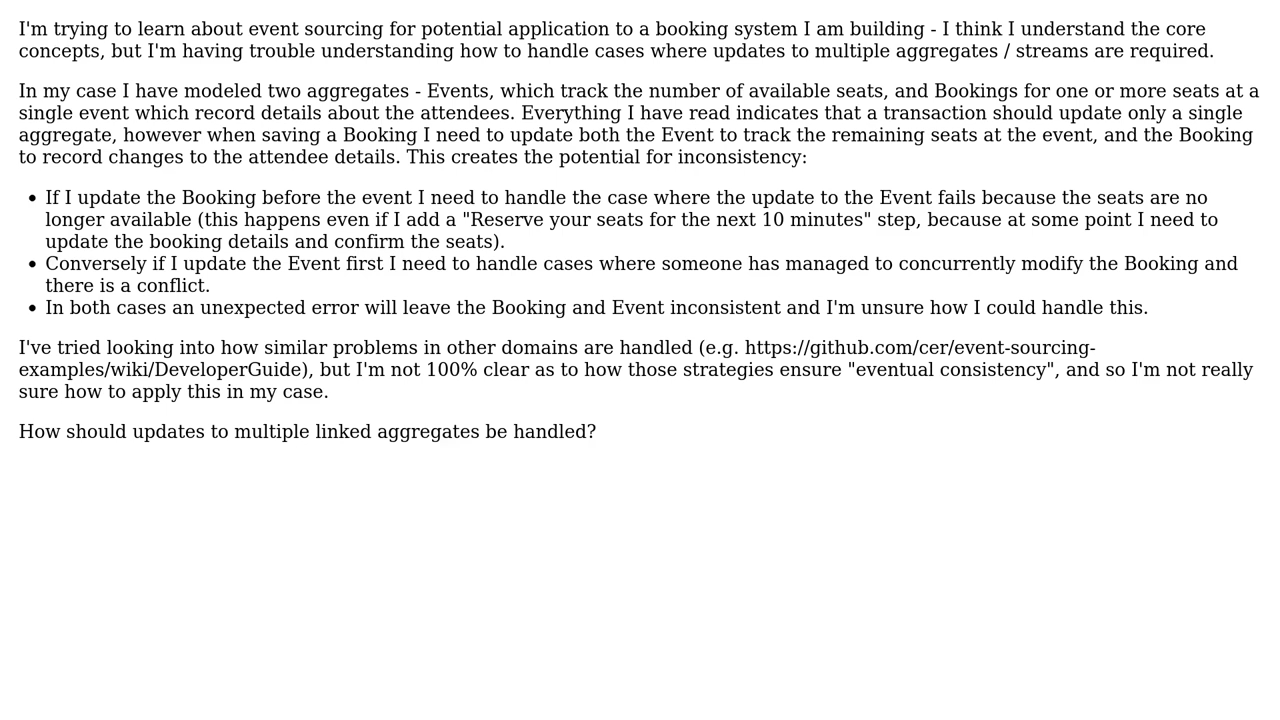 I'm trying to learn about event sourcing for potential application to a booking system I am building - I think I understand the core
concepts, but I'm having trouble understanding how to handle cases where updates to multiple aggregates / streams are required.
In my case I have modeled two aggregates - Events, which track the number of available seats, and Bookings for one or more seats at a
single event which record details about the attendees. Everything I have read indicates that a transaction should update only a single
aggregate, however when saving a Booking I need to update both the Event to track the remaining seats at the event, and the Booking
to record changes to the attendee details. This creates the potential for inconsistency:
• If I update the Booking before the event I need to handle the case where the update to the Event fails because the seats are no
longer available (this happens even if I add a "Reserve your seats for the next 10 minutes" step, because at some point I need to
update the booking details and confirm the seats).
• Conversely if I update the Event first I need to handle cases where someone has managed to concurrently modify the Booking and
there is a conflict.
• In both cases an unexpected error will leave the Booking and Event inconsistent and I'm unsure how I could handle this.
I've tried looking into how similar problems in other domains are handled (e.g. https://github.com/cer/event-sourcing-
examples/wiki/DeveloperGuide), but I'm not 100% clear as to how those strategies ensure "eventual consistency", and so I'm not really
sure how to apply this in my case.
How should updates to multiple linked aggregates be handled?